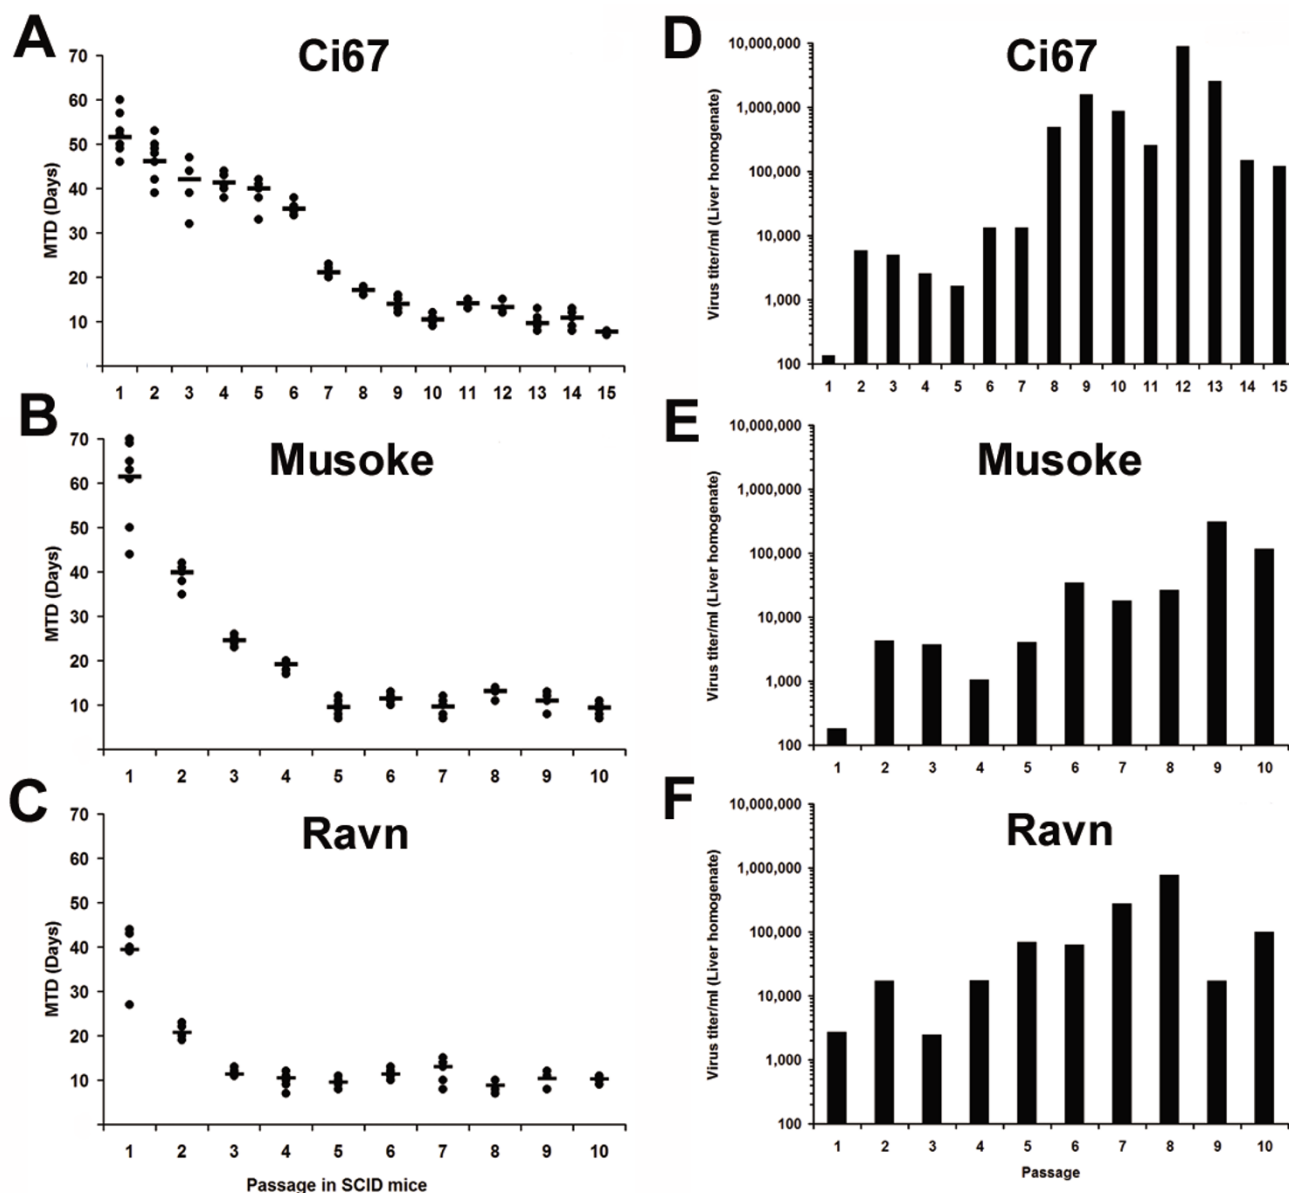 A
Ci67
70
60
50
40
30
20
10
MTD (Days)
1 2 3 4 5 6 7 8 9 10 11 12 13 14 15
B
Musoke
70
60
50
40
30
20
10
MTD (Days)
1 2 3 4 5 6 7 8 9 10
C
Ravn
70
60
50
40
30
20
10
MTD (Days)
1 2 3 4 5 6 7 8 9 10
Passage in SCID mice
D
Ci67
10,000,000
1,000,000
100,000
10,000
1,000
100
Virus titer/ml (Liver homogenate)
1 2 3 4 5 6 7 8 9 10 11 12 13 14 15
E
Musoke
10,000,000
1,000,000
100,000
10,000
1,000
100
Virus titer/ml (Liver homogenate)
1 2 3 4 5 6 7 8 9 10
F
Ravn
10,000,000
1,000,000
100,000
10,000
1,000
100
Virus titer/ml (Liver homogenate)
1 2 3 4 5 6 7 8 9 10
Passage